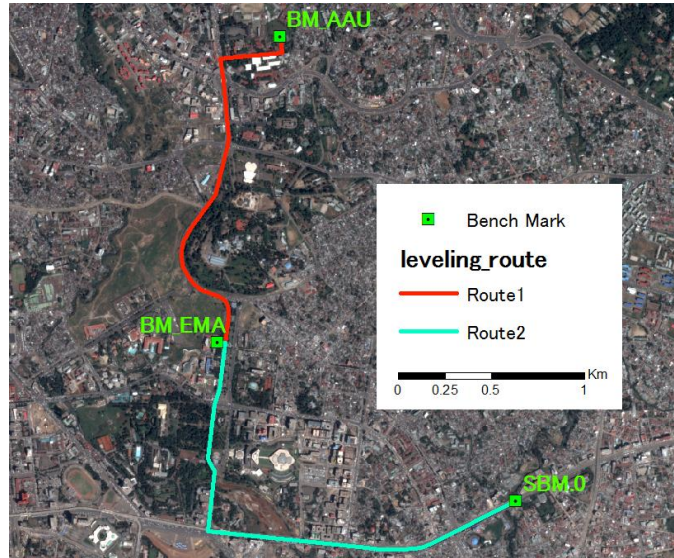 BM AAU
Bench Mark
leveling_route
Route1
BM EMA
Route2
Km
0 0.25 0.5 1
SBM.0